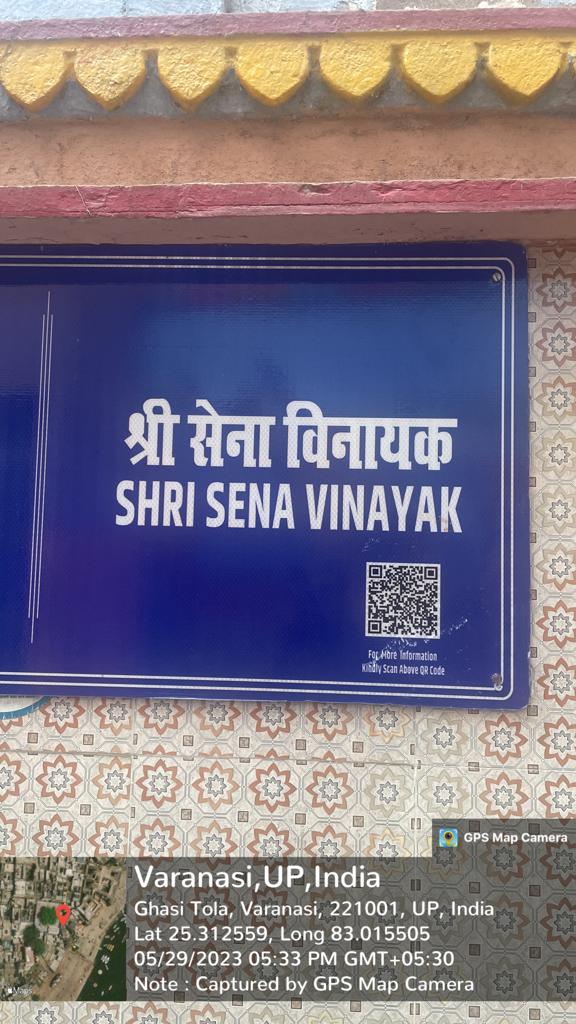 श्री सेना विनायक
SHRI SENA VINAYAK
For More Information
Kindly Scan Above QR Code
GPS Map Camera
Varanasi,UP,India
Ghasi Tola, Varanasi, 221001, UP, India
Lat 25.312559, Long 83.015505
05/29/2023 05:33 PM GMT+05:30
Note : Captured by GPS Map Camera
Maps